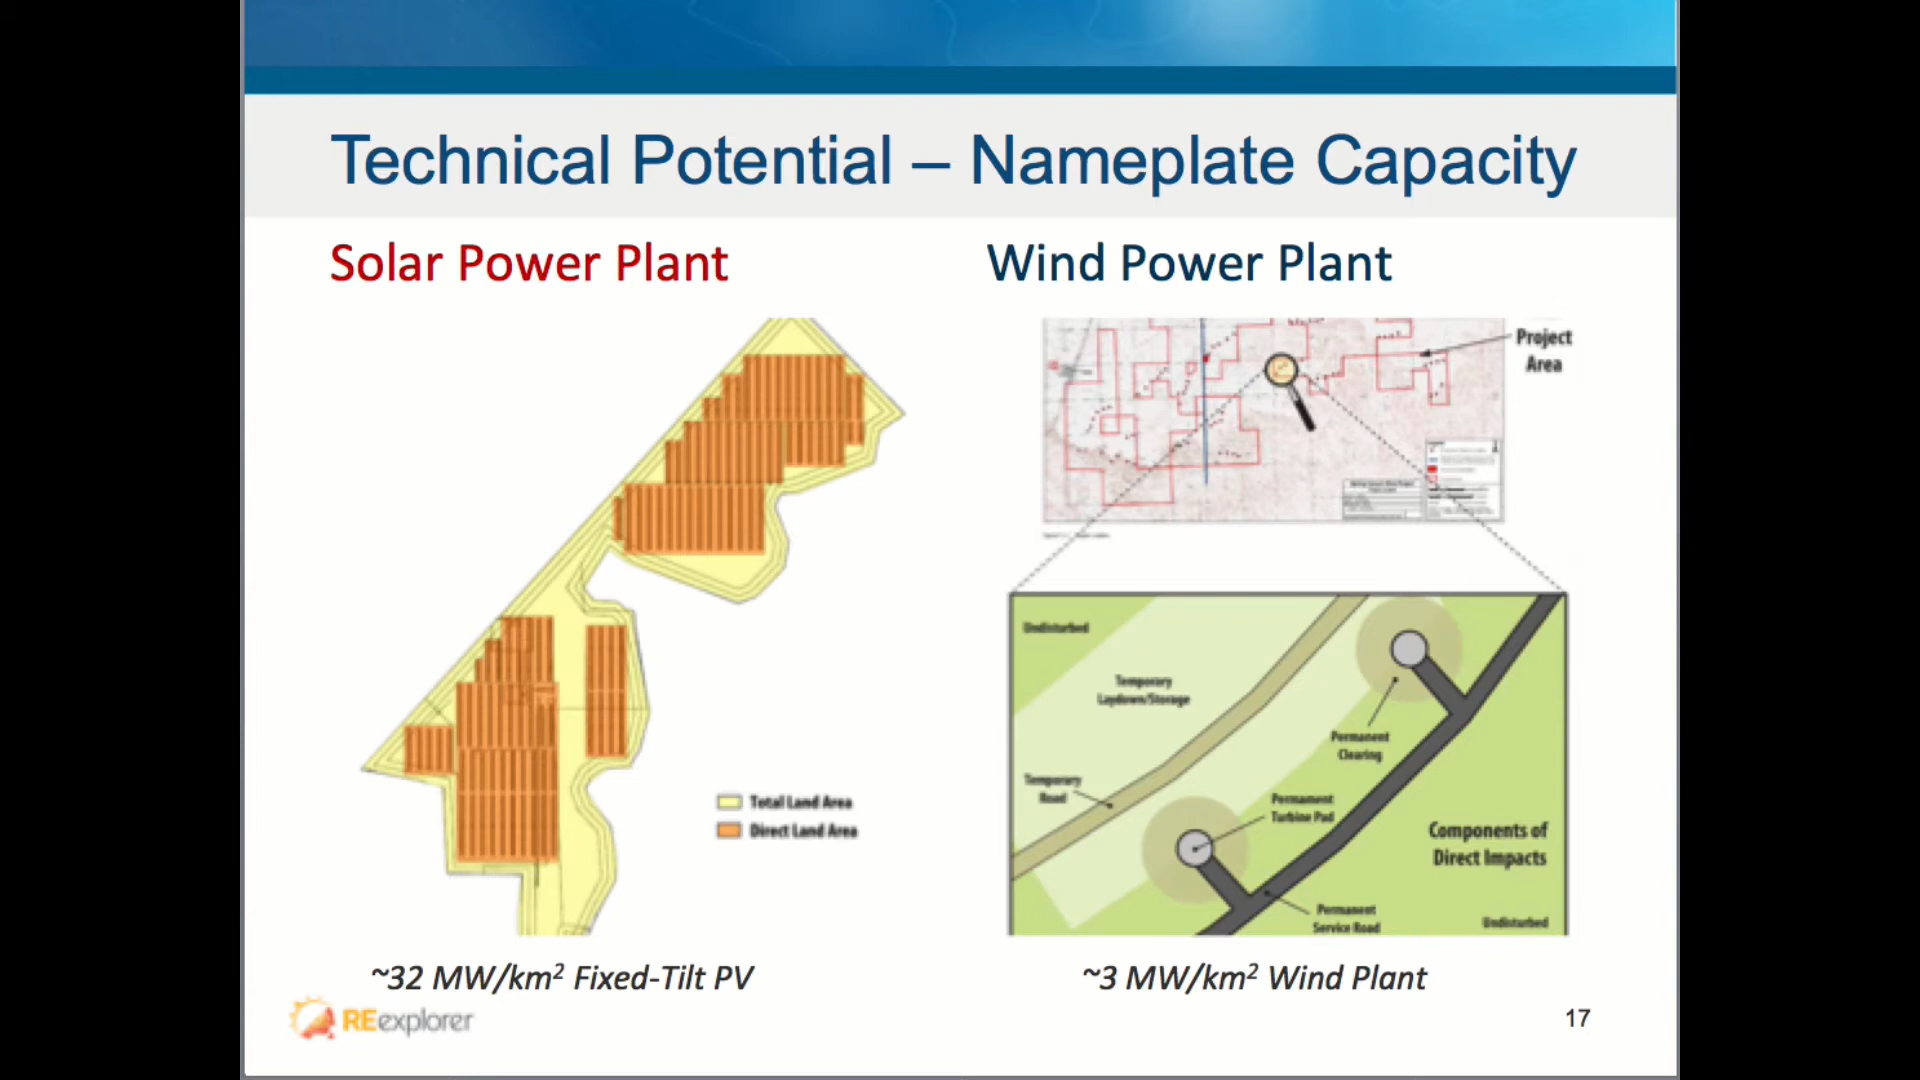 Technical Potential – Nameplate Capacity
Solar Power Plant
Wind Power Plant
Project
Area
Total Land Area
Direct Land Area
Undisturbed
Temporary
Laydown/Storage
Permanent
Clearing
Temporary
Road
Permament
Turbine Pad
Components of
Direct Impacts
Permanent
Service Road
Undisturbed
~32 MW/km² Fixed-Tilt PV
~3 MW/km² Wind Plant
REexplorer
17